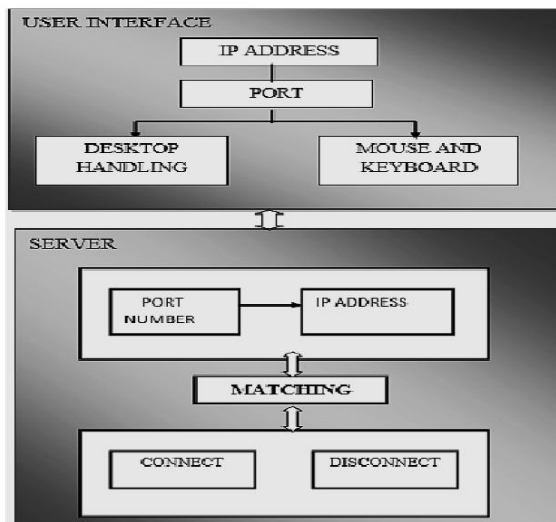 USER INTERFACE
IP ADDRESS
PORT
DESKTOP
HANDLING
MOUSE AND
KEYBOARD
SERVER
PORT
NUMBER
IP ADDRESS
MATCHING
CONNECT
DISCONNECT